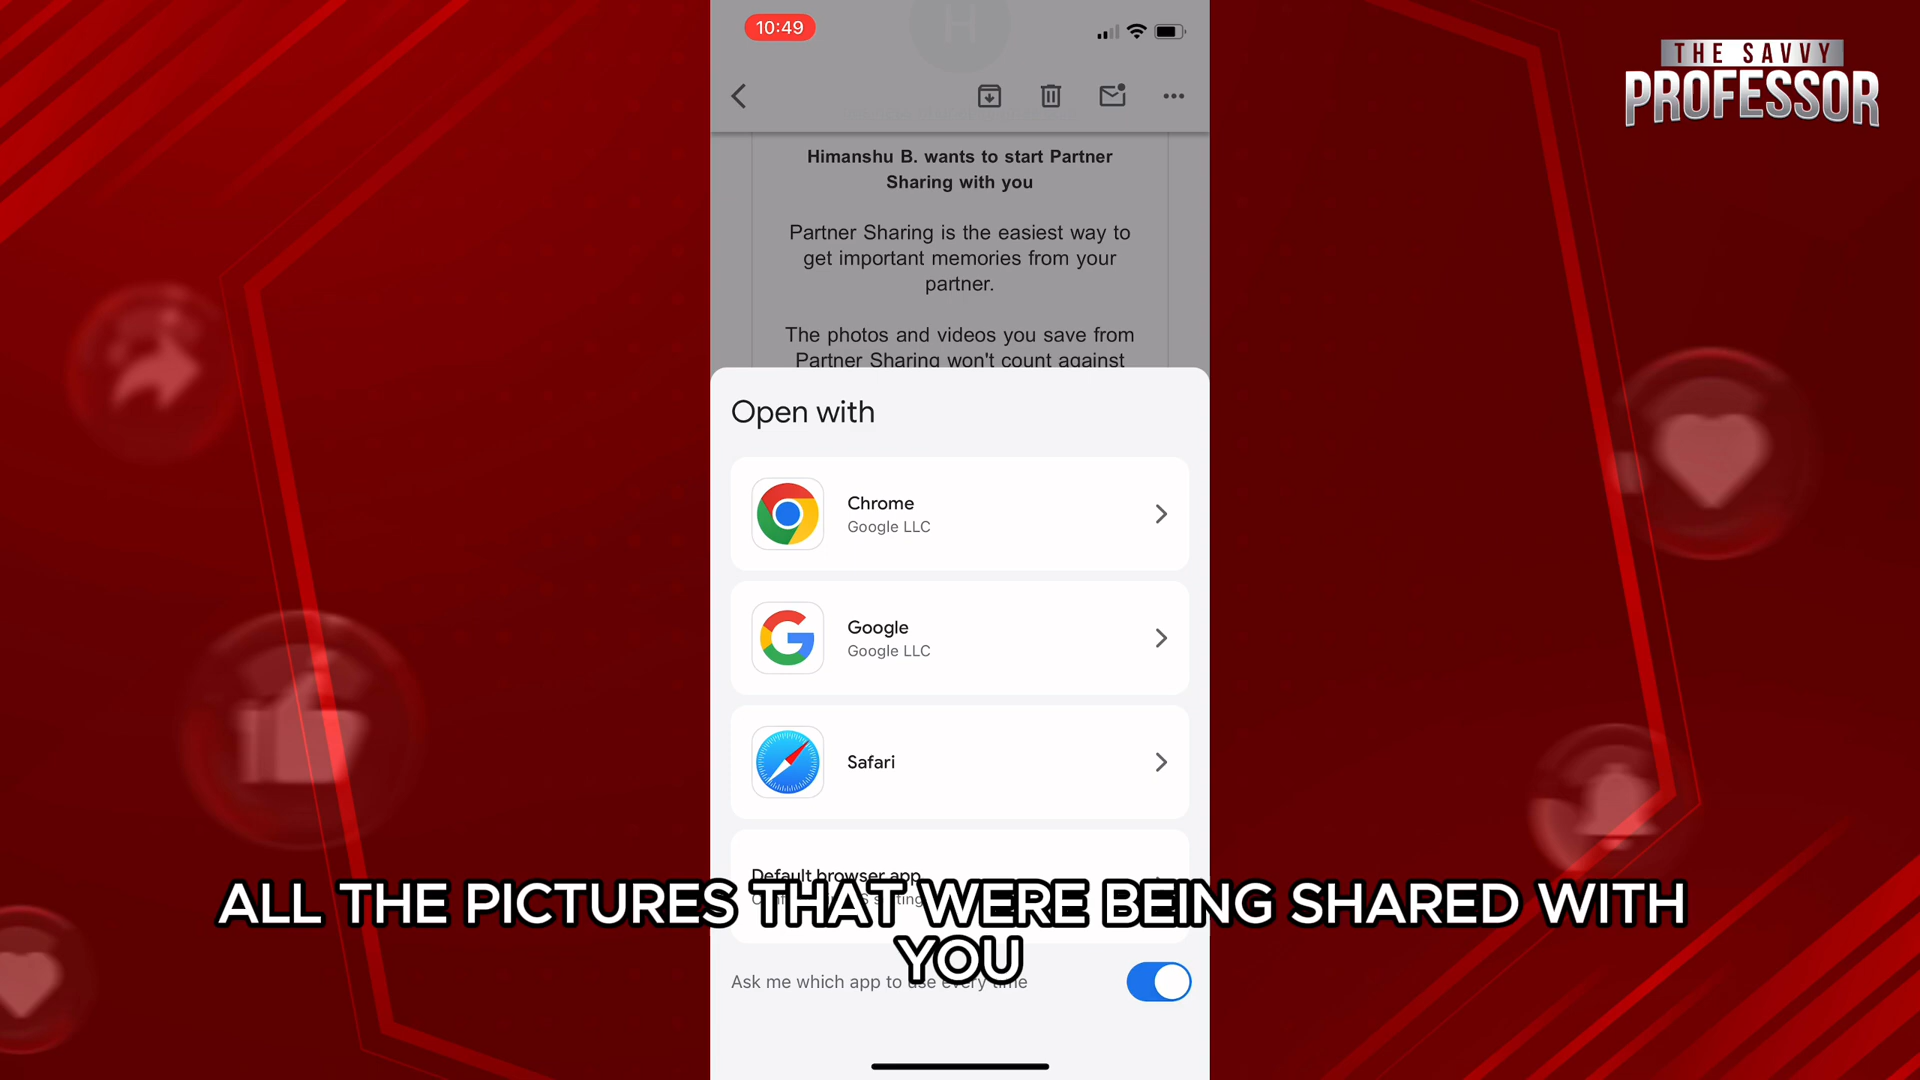 10:49
H
THE SAVVY
PROFESSOR
Himanshu B. wants to start Partner
Sharing with you
Partner Sharing is the easiest way to
get important memories from your
partner.
The photos and videos you save from
Partner Sharing won't count against
Open with
Chrome
Google LLC
Google
Google LLC
Safari
Default browser app
ALL THE PICTURES THAT WERE BEING SHARED WITH
YOU
Ask me which app to use every time